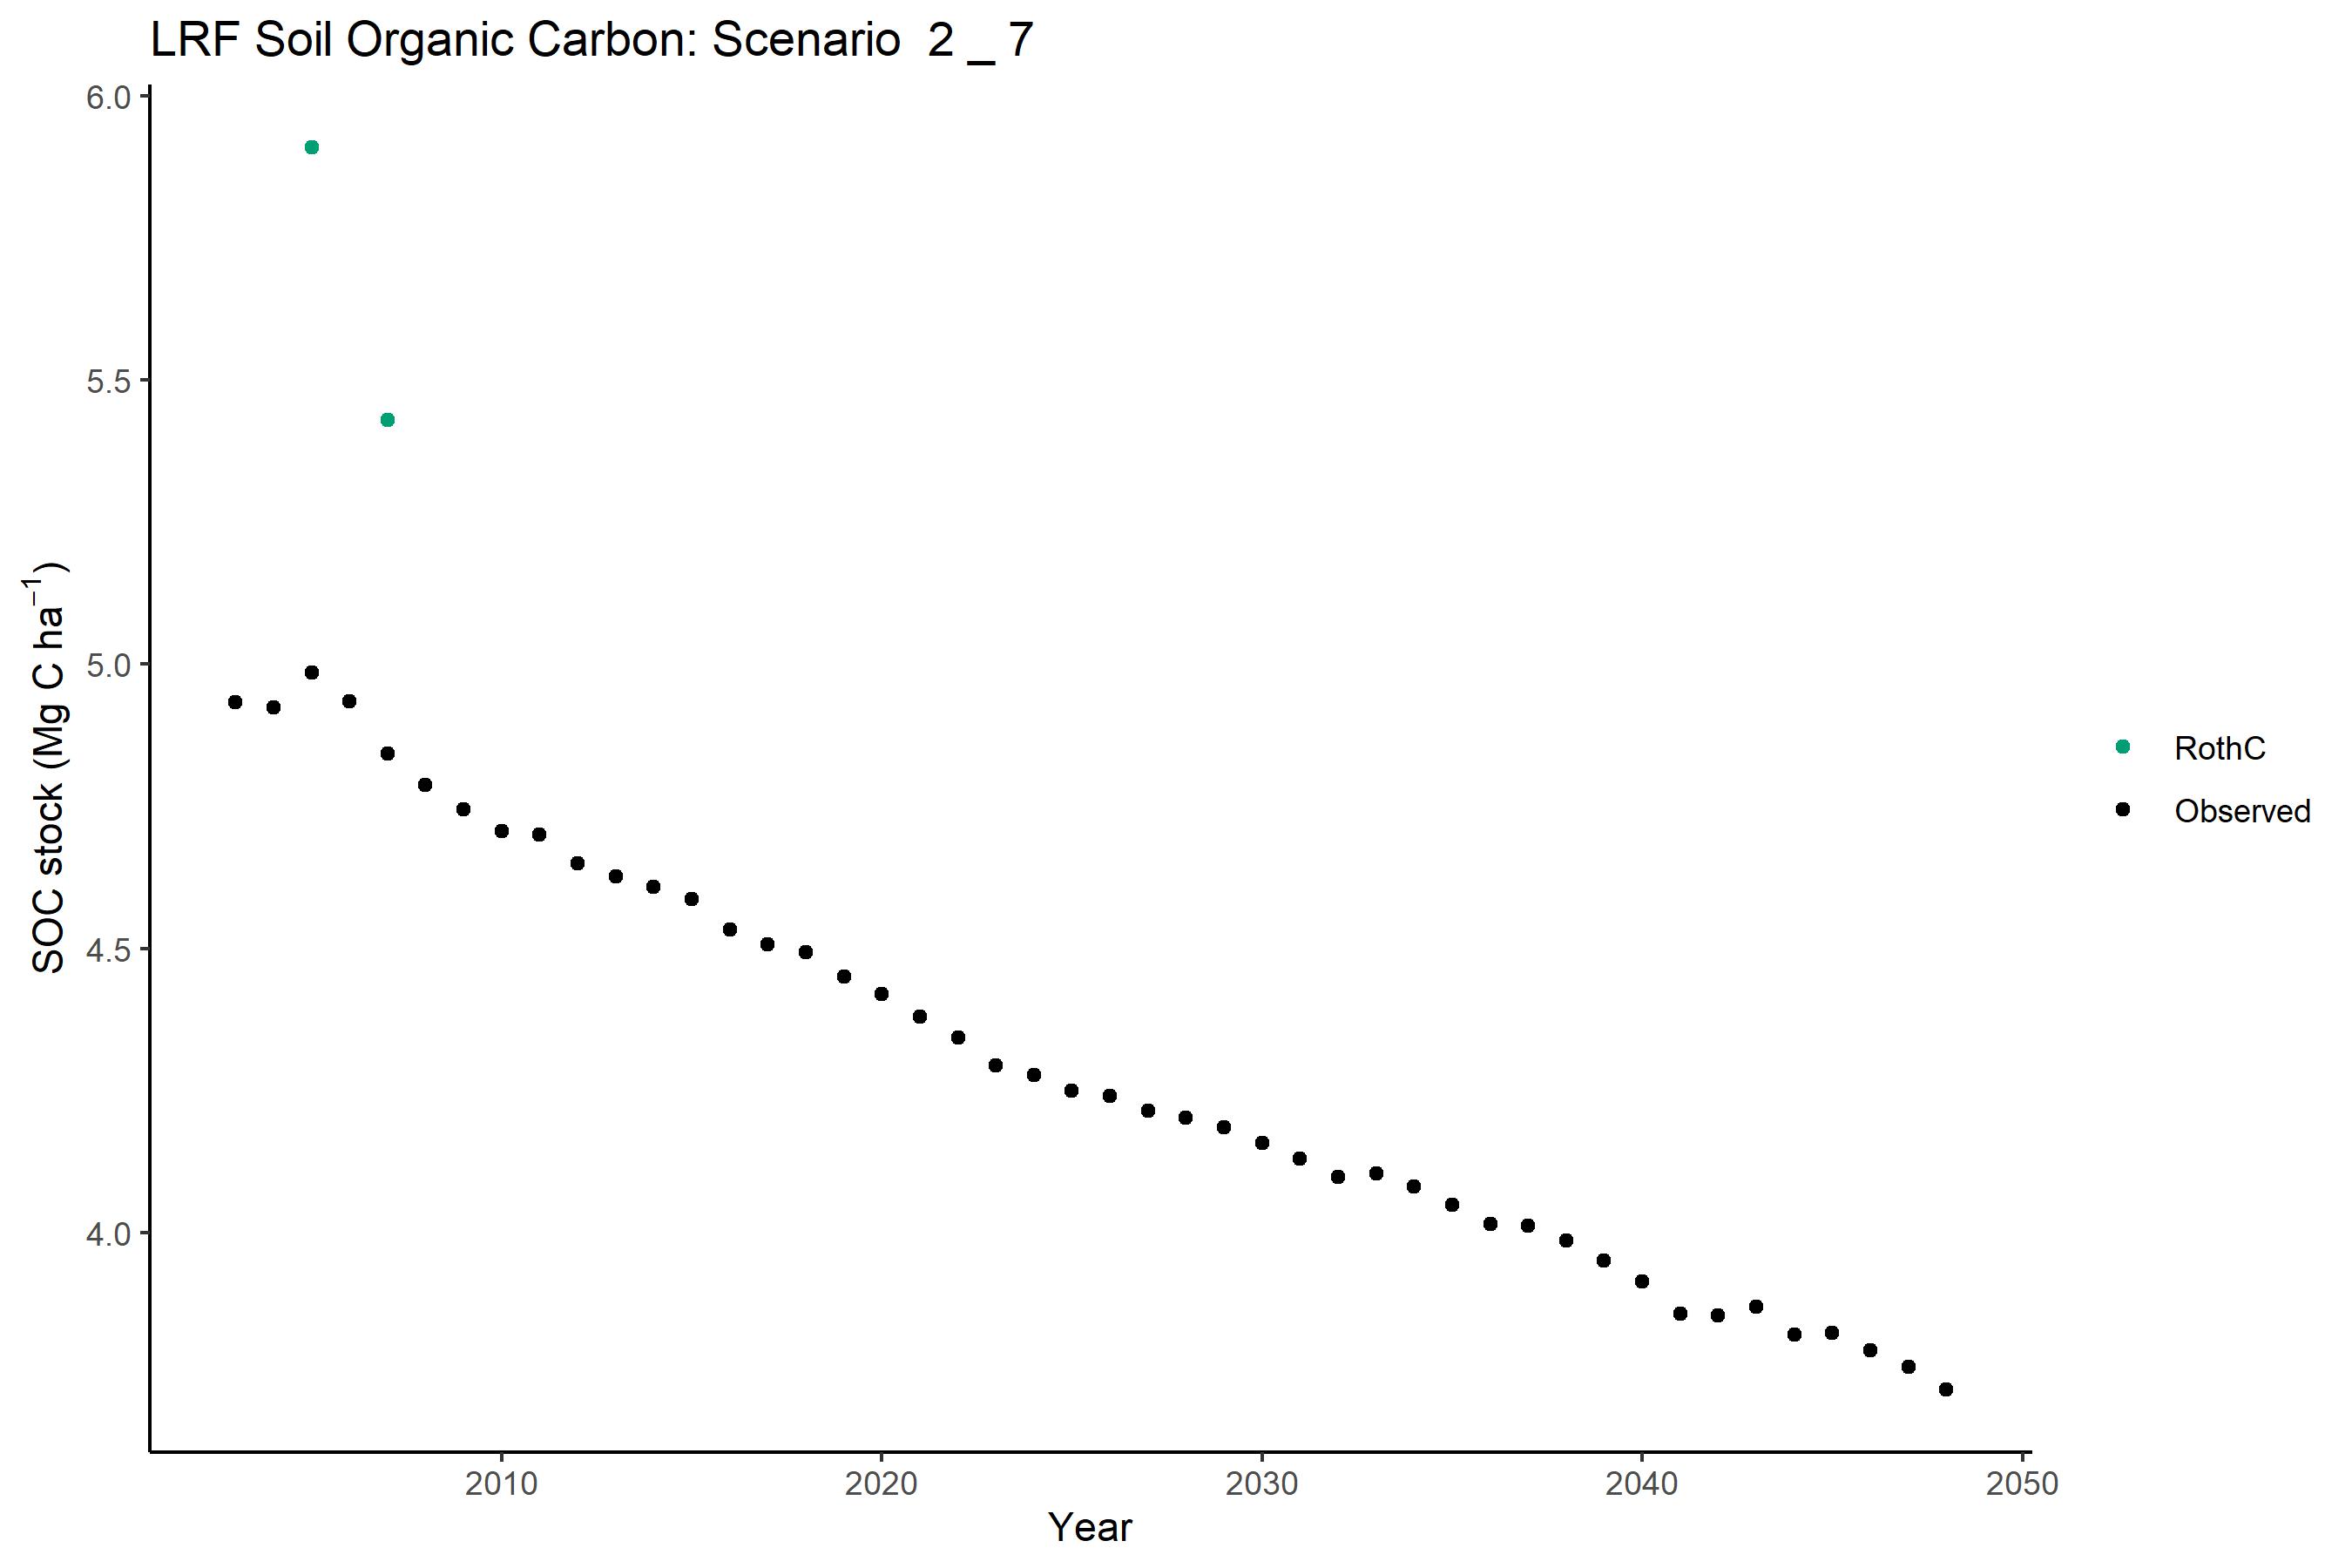 LRF Soil Organic Carbon: Scenario  2 _ 7
6.0
5.5
5.0
4.5
4.0
SOC stock (Mg C ha⁻¹)
RothC
Observed
2010 2020 2030 2040 2050
Year